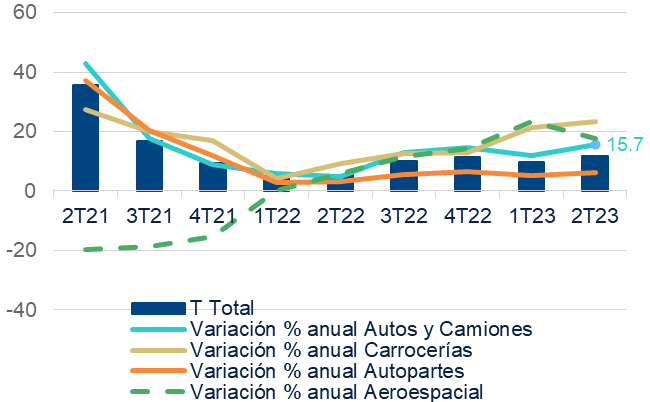 60
40
20
15.7
0
2T21 3T21 4T21 1T22 2T22 3T22 4T22 1T23 2T23
-20
-40
T Total
Variación % anual Autos y Camiones
Variación % anual Carrocerías
Variación % anual Autopartes
Variación % anual Aeroespacial